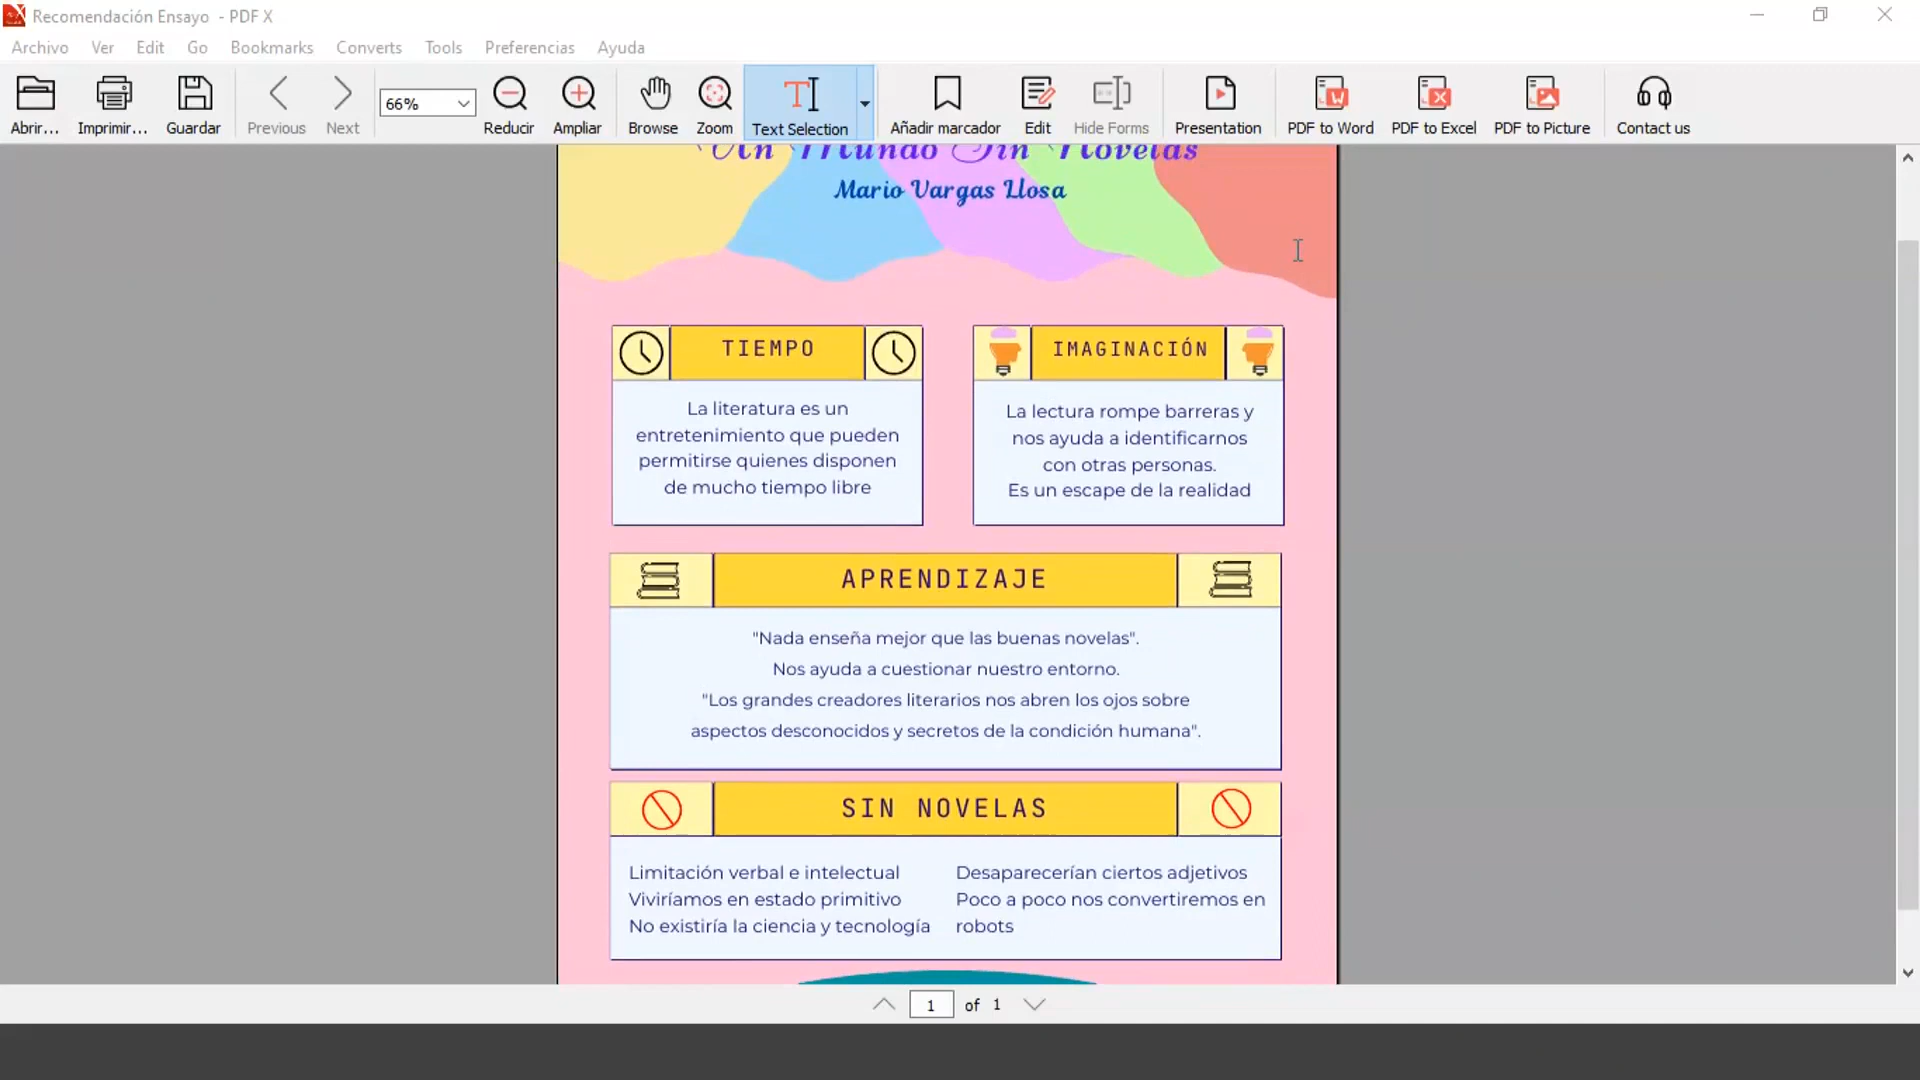 Recomendación Ensayo - PDF X
Archivo Ver Edit Go Bookmarks Converts Tools Preferencias Ayuda
66%
Abrir... Imprimir... Guardar Previous Next Reducir Ampliar Browse Zoom Text Selection Añadir marcador Edit Hide Forms Presentation PDF to Word PDF to Excel PDF to Picture Contact us
Un Mundo Sin Novelas
Mario Vargas Llosa
TIEMPO
La literatura es un
entretenimiento que pueden
permitirse quienes disponen
de mucho tiempo libre
IMAGINACIÓN
La lectura rompe barreras y
nos ayuda a identificarnos
con otras personas.
Es un escape de la realidad
APRENDIZAJE
"Nada enseña mejor que las buenas novelas".
Nos ayuda a cuestionar nuestro entorno.
"Los grandes creadores literarios nos abren los ojos sobre
aspectos desconocidos y secretos de la condición humana".
SIN NOVELAS
Limitación verbal e intelectual
Viviríamos en estado primitivo
No existiría la ciencia y tecnología
Desaparecerían ciertos adjetivos
Poco a poco nos convertiremos en
robots
1 of 1